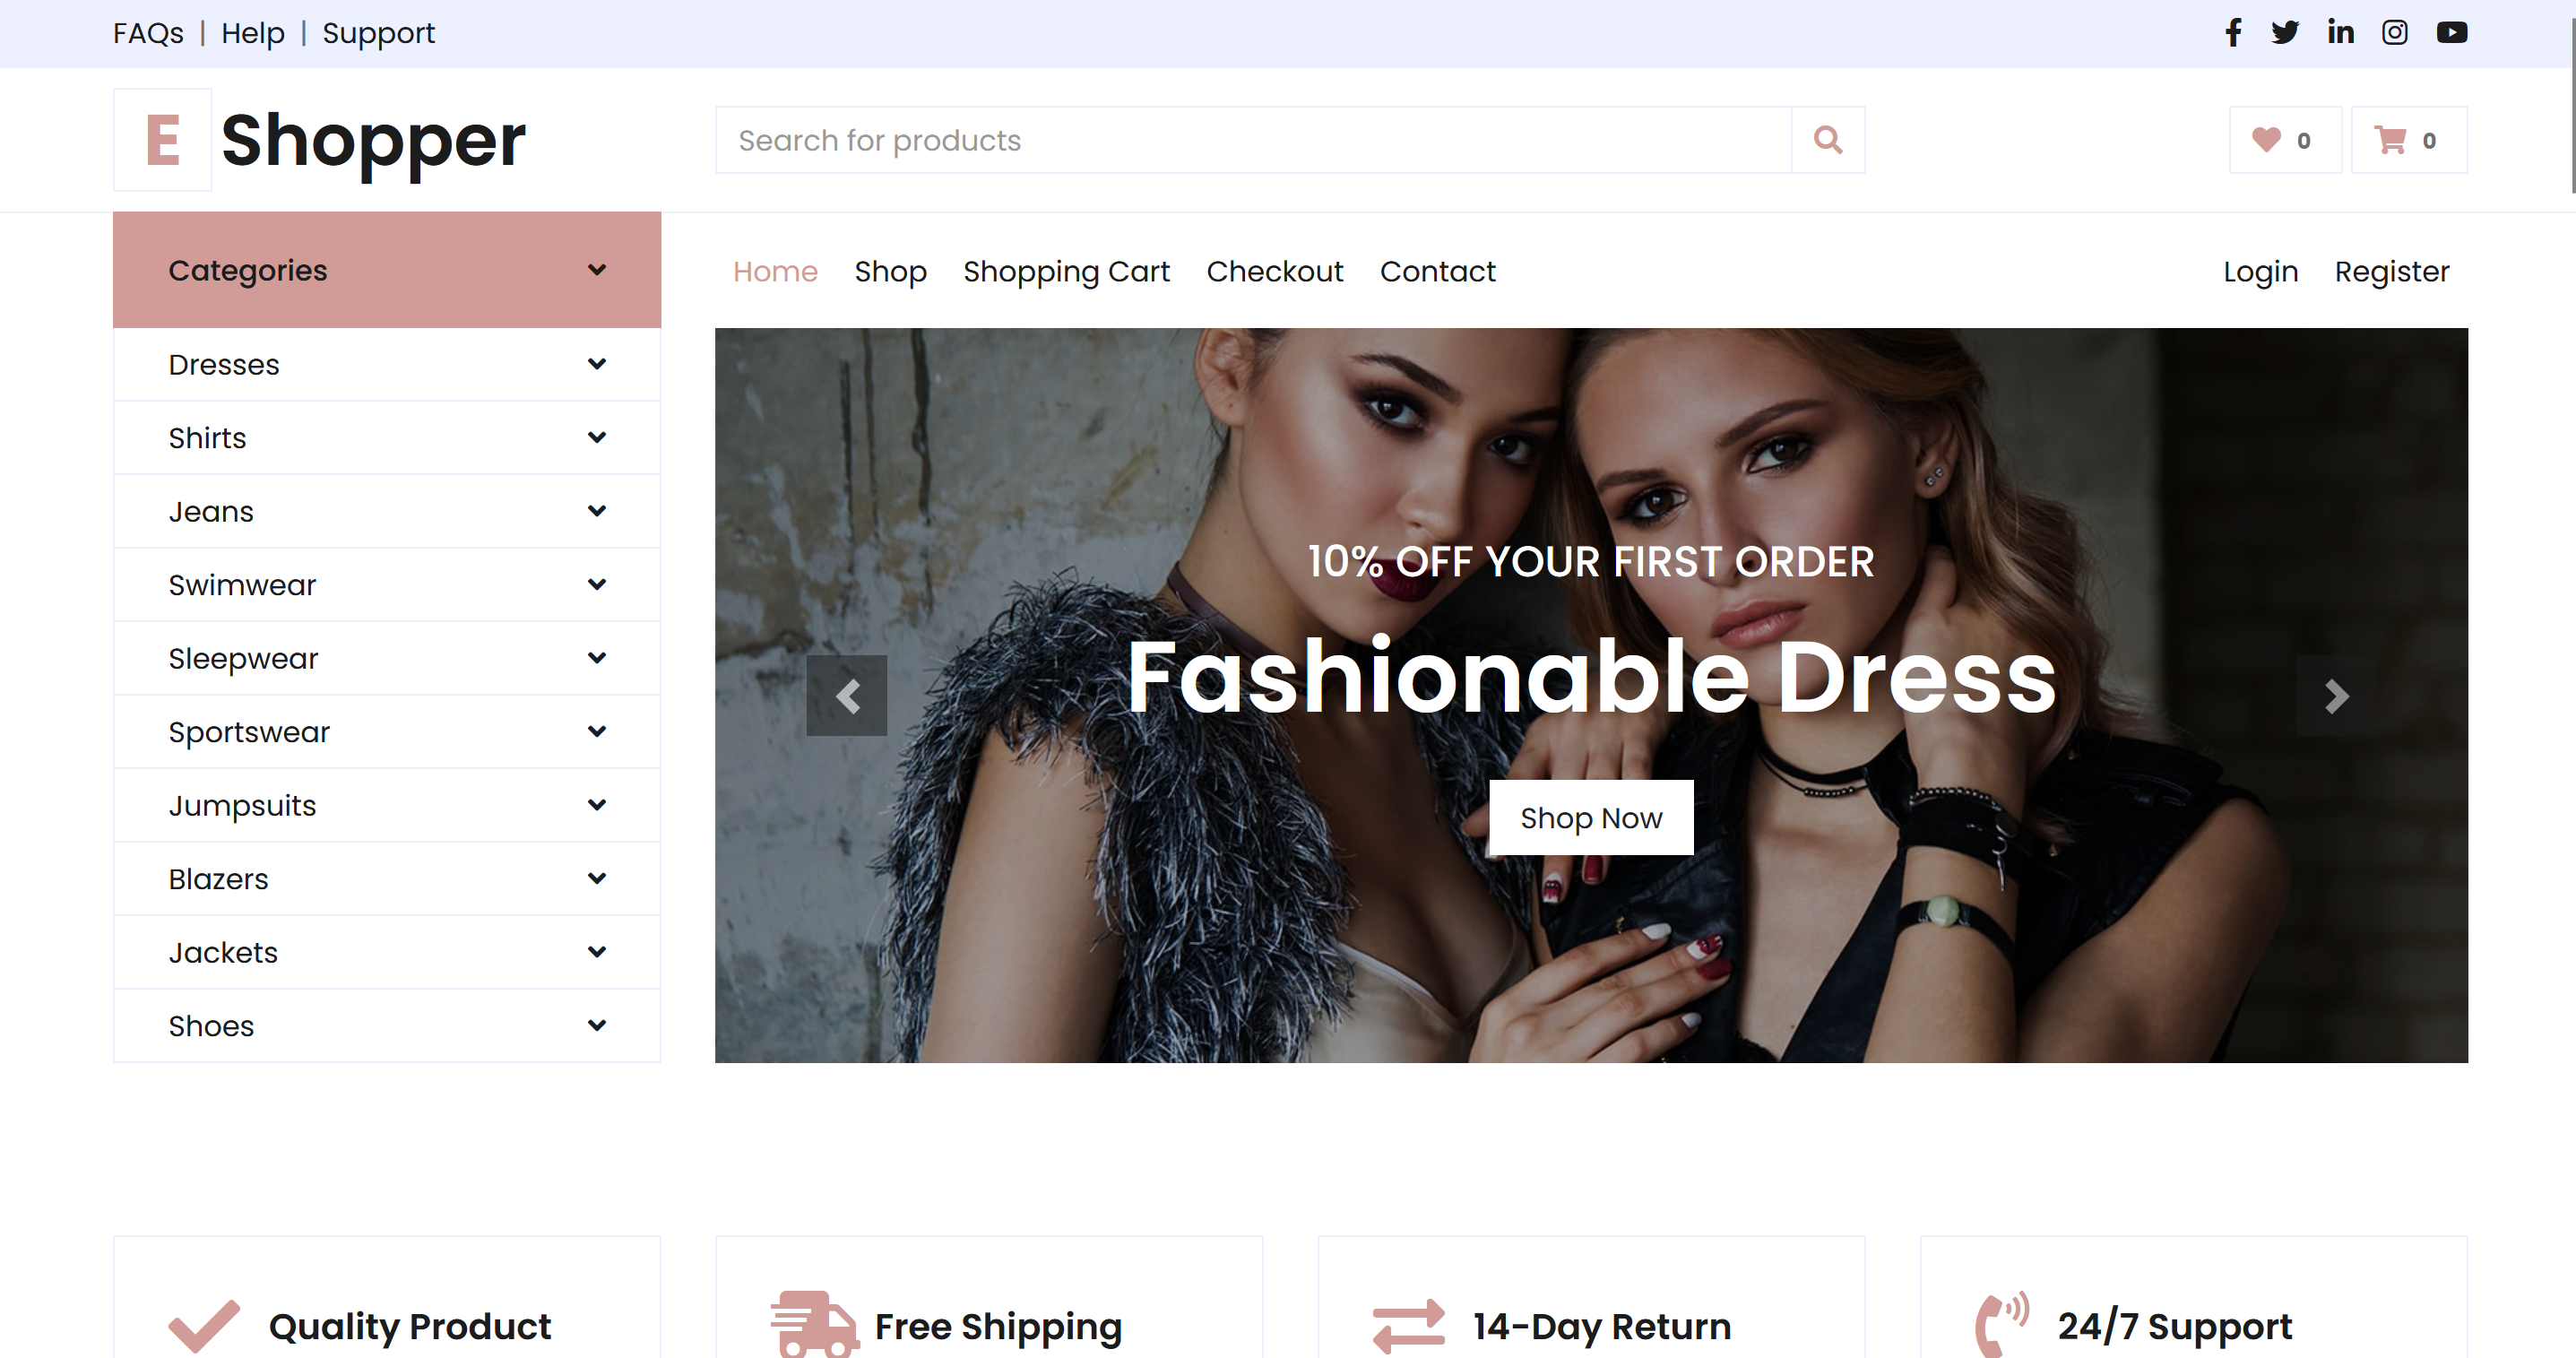 FAQs | Help | Support
E Shopper
Search for products
0
0
Categories
Home Shop Shopping Cart Checkout Contact
Login Register
Dresses
Shirts
Jeans
Swimwear
Sleepwear
Sportswear
Jumpsuits
Blazers
Jackets
Shoes
10% OFF YOUR FIRST ORDER
Fashionable Dress
Shop Now
Quality Product
Free Shipping
14-Day Return
24/7 Support